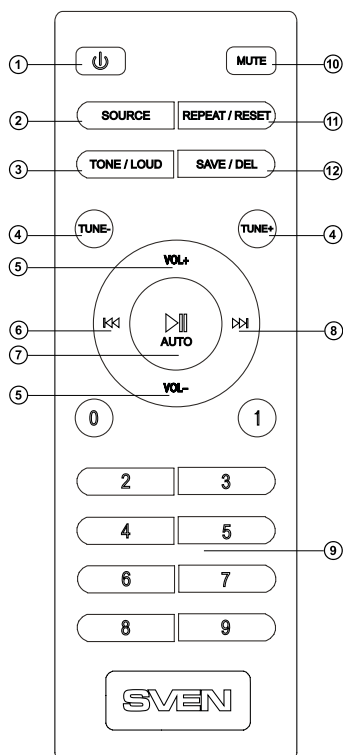 1 MUTE 10
2 SOURCE REPEAT / RESET 11
3 TONE / LOUD SAVE / DEL 12
4 TUNE- TUNE+ 4
5 VOL+
6 8
7 AUTO
5 VOL–
0 1
2 3
4 5 9
6 7
8 9
SVEN